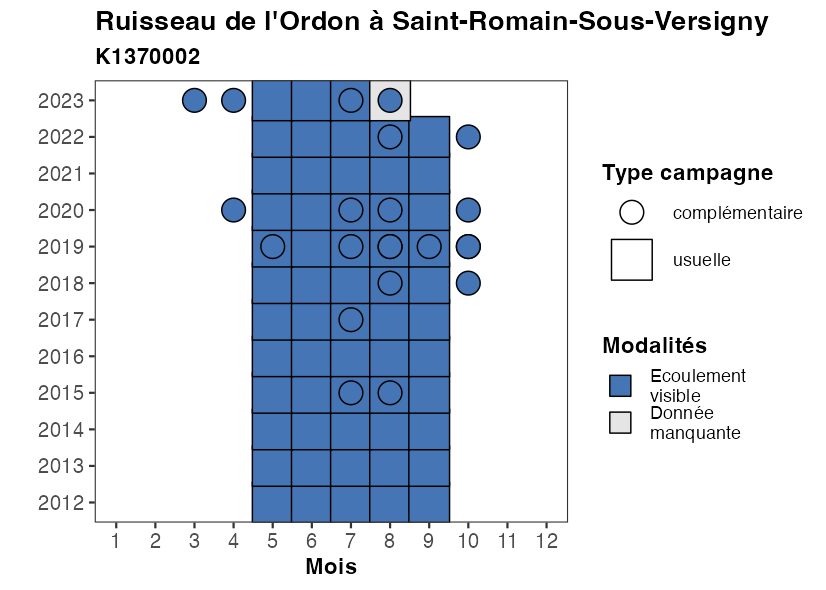 Ruisseau de l'Ordon à Saint-Romain-Sous-Versigny
K1370002
2023
2022
2021
2020
2019
2018
2017
2016
2015
2014
2013
2012
1 2 3 4 5 6 7 8 9 10 11 12
Mois
Type campagne
complémentaire
usuelle
Modalités
Ecoulement
visible
Donnée
manquante